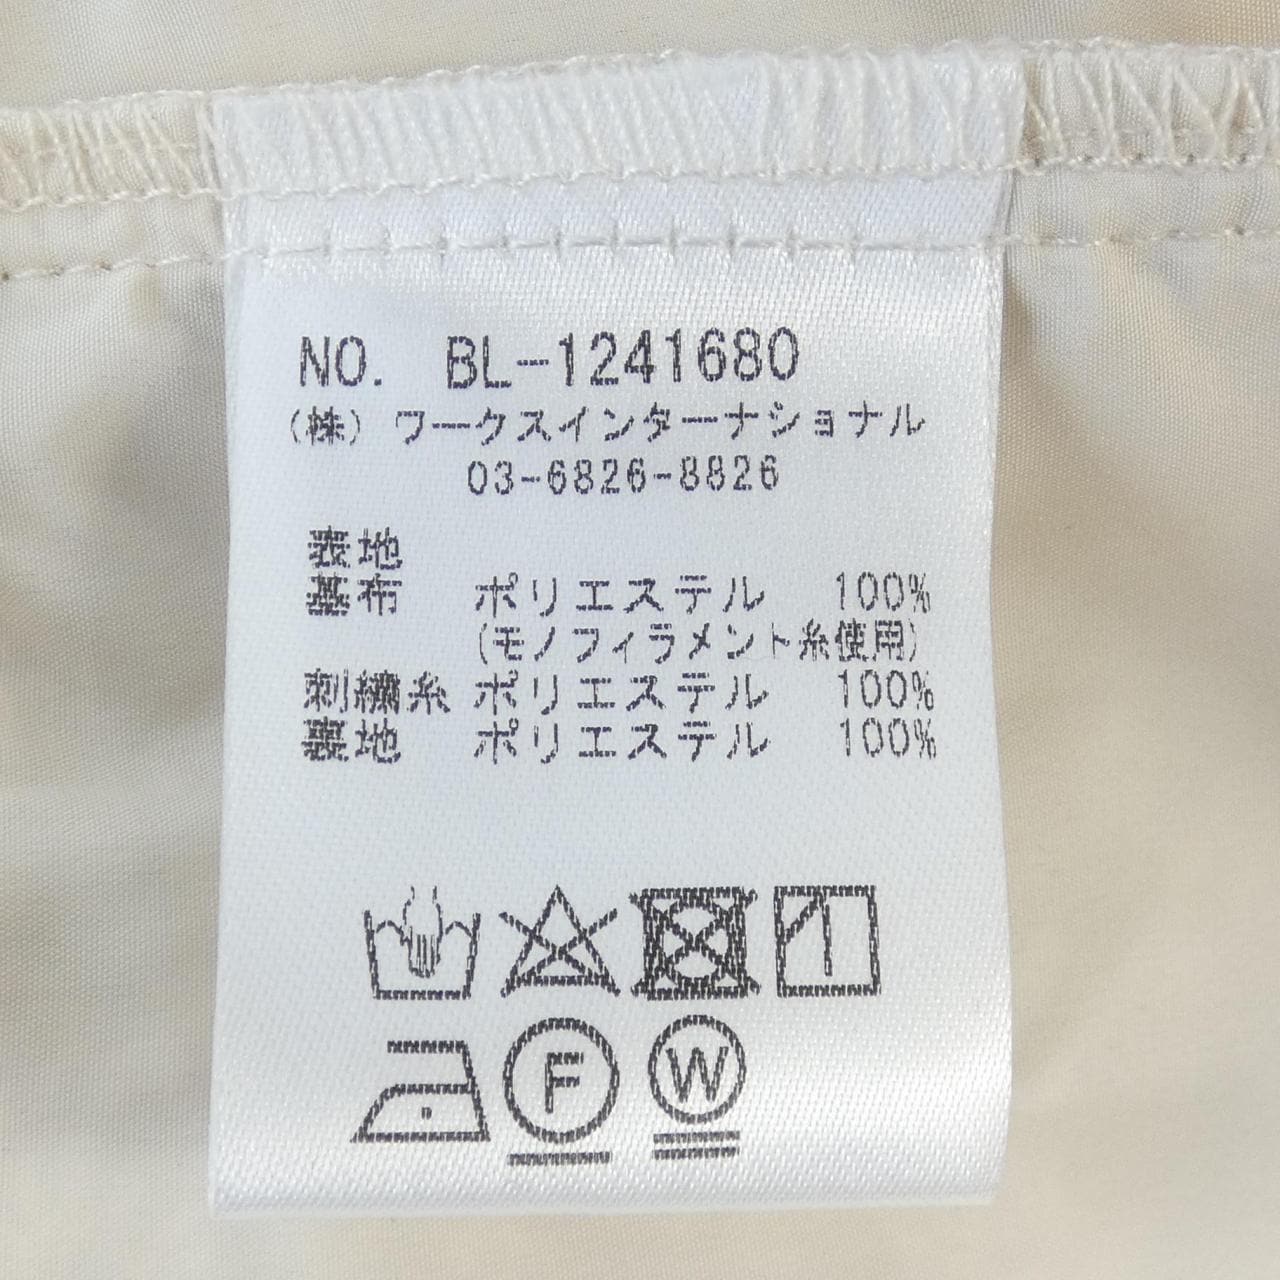 NO. BL-1241680
(株) ワークスインターナショナル
03-6826-8826
表地
基布 ポリエステル 100%
(モノフィラメント糸使用)
刺繍糸 ポリエステル 100%
裏地 ポリエステル 100%
F
W